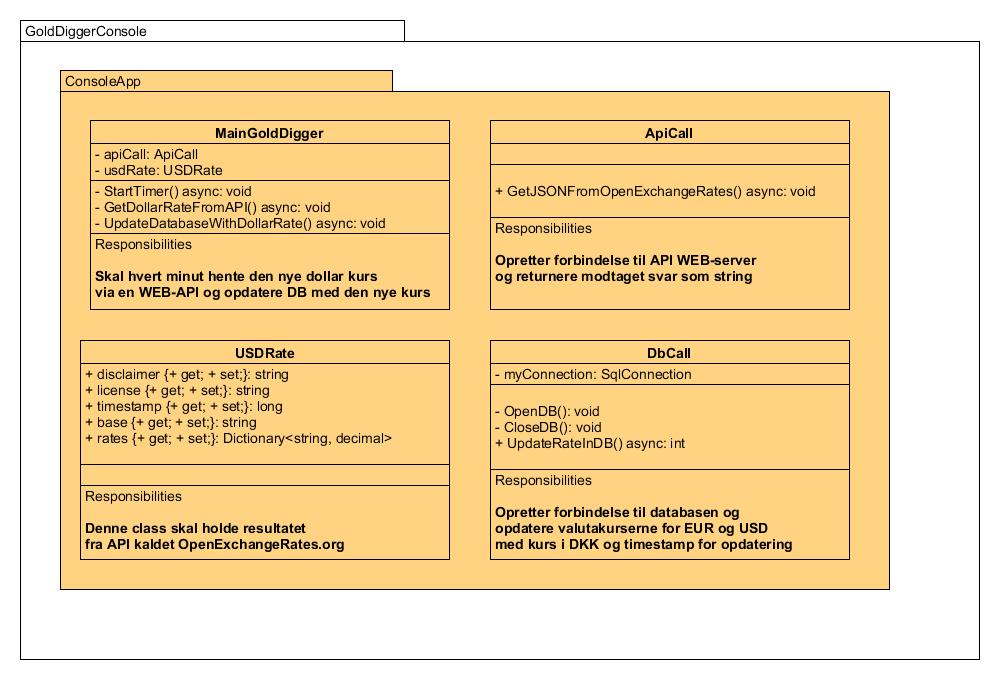 GoldDiggerConsole
ConsoleApp
MainGoldDigger
- apiCall: ApiCall
- usdRate: USDRate
- StartTimer() async: void
- GetDollarRateFromAPI() async: void
- UpdateDatabaseWithDollarRate() async: void
Responsibilities
Skal hvert minut hente den nye dollar kurs
via en WEB-API og opdatere DB med den nye kurs
ApiCall
+ GetJSONFromOpenExchangeRates() async: void
Responsibilities
Opretter forbindelse til API WEB-server
og returnere modtaget svar som string
USDRate
+ disclaimer {+ get; + set;}: string
+ license {+ get; + set;}: string
+ timestamp {+ get; + set;}: long
+ base {+ get; + set;}: string
+ rates {+ get; + set;}: Dictionary<string, decimal>
Responsibilities
Denne class skal holde resultatet
fra API kaldet OpenExchangeRates.org
DbCall
- myConnection: SqlConnection
- OpenDB(): void
- CloseDB(): void
+ UpdateRateInDB() async: int
Responsibilities
Opretter forbindelse til databasen og
opdatere valutakurserne for EUR og USD
med kurs i DKK og timestamp for opdatering